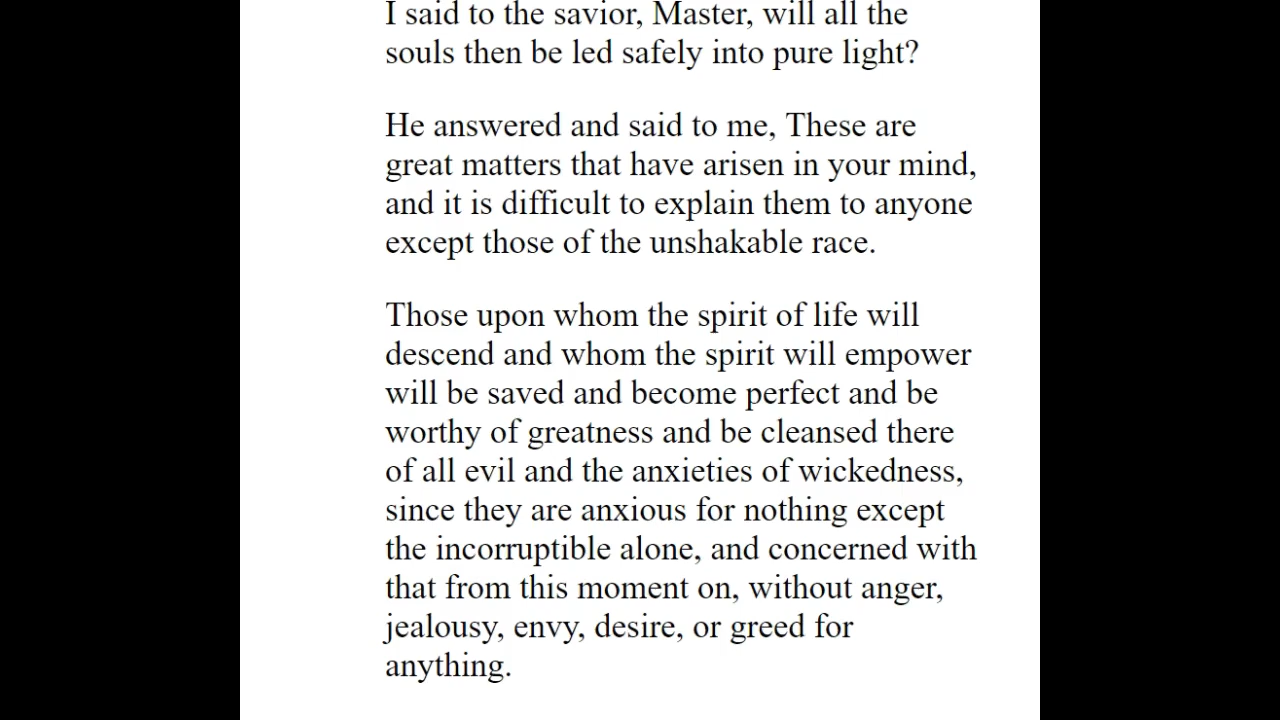 I said to the savior, Master, will all the
souls then be led safely into pure light?
He answered and said to me, These are
great matters that have arisen in your mind,
and it is difficult to explain them to anyone
except those of the unshakable race.
Those upon whom the spirit of life will
descend and whom the spirit will empower
will be saved and become perfect and be
worthy of greatness and be cleansed there
of all evil and the anxieties of wickedness,
since they are anxious for nothing except
the incorruptible alone, and concerned with
that from this moment on, without anger,
jealousy, envy, desire, or greed for
anything.